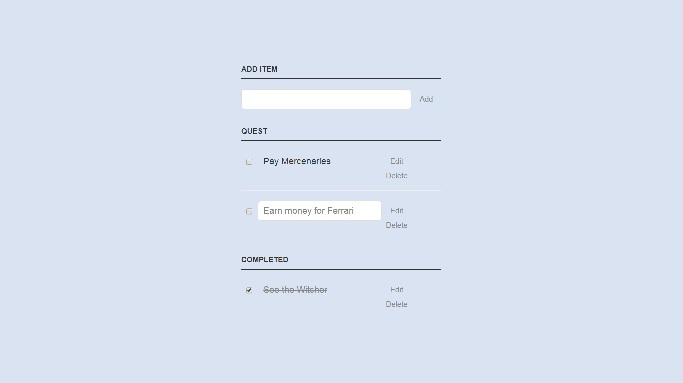 ADD ITEM
Add
QUEST
Pay Mercenaries
Edit
Delete
Earn money for Ferrari
Edit
Delete
COMPLETED
See the Witcher
Edit
Delete